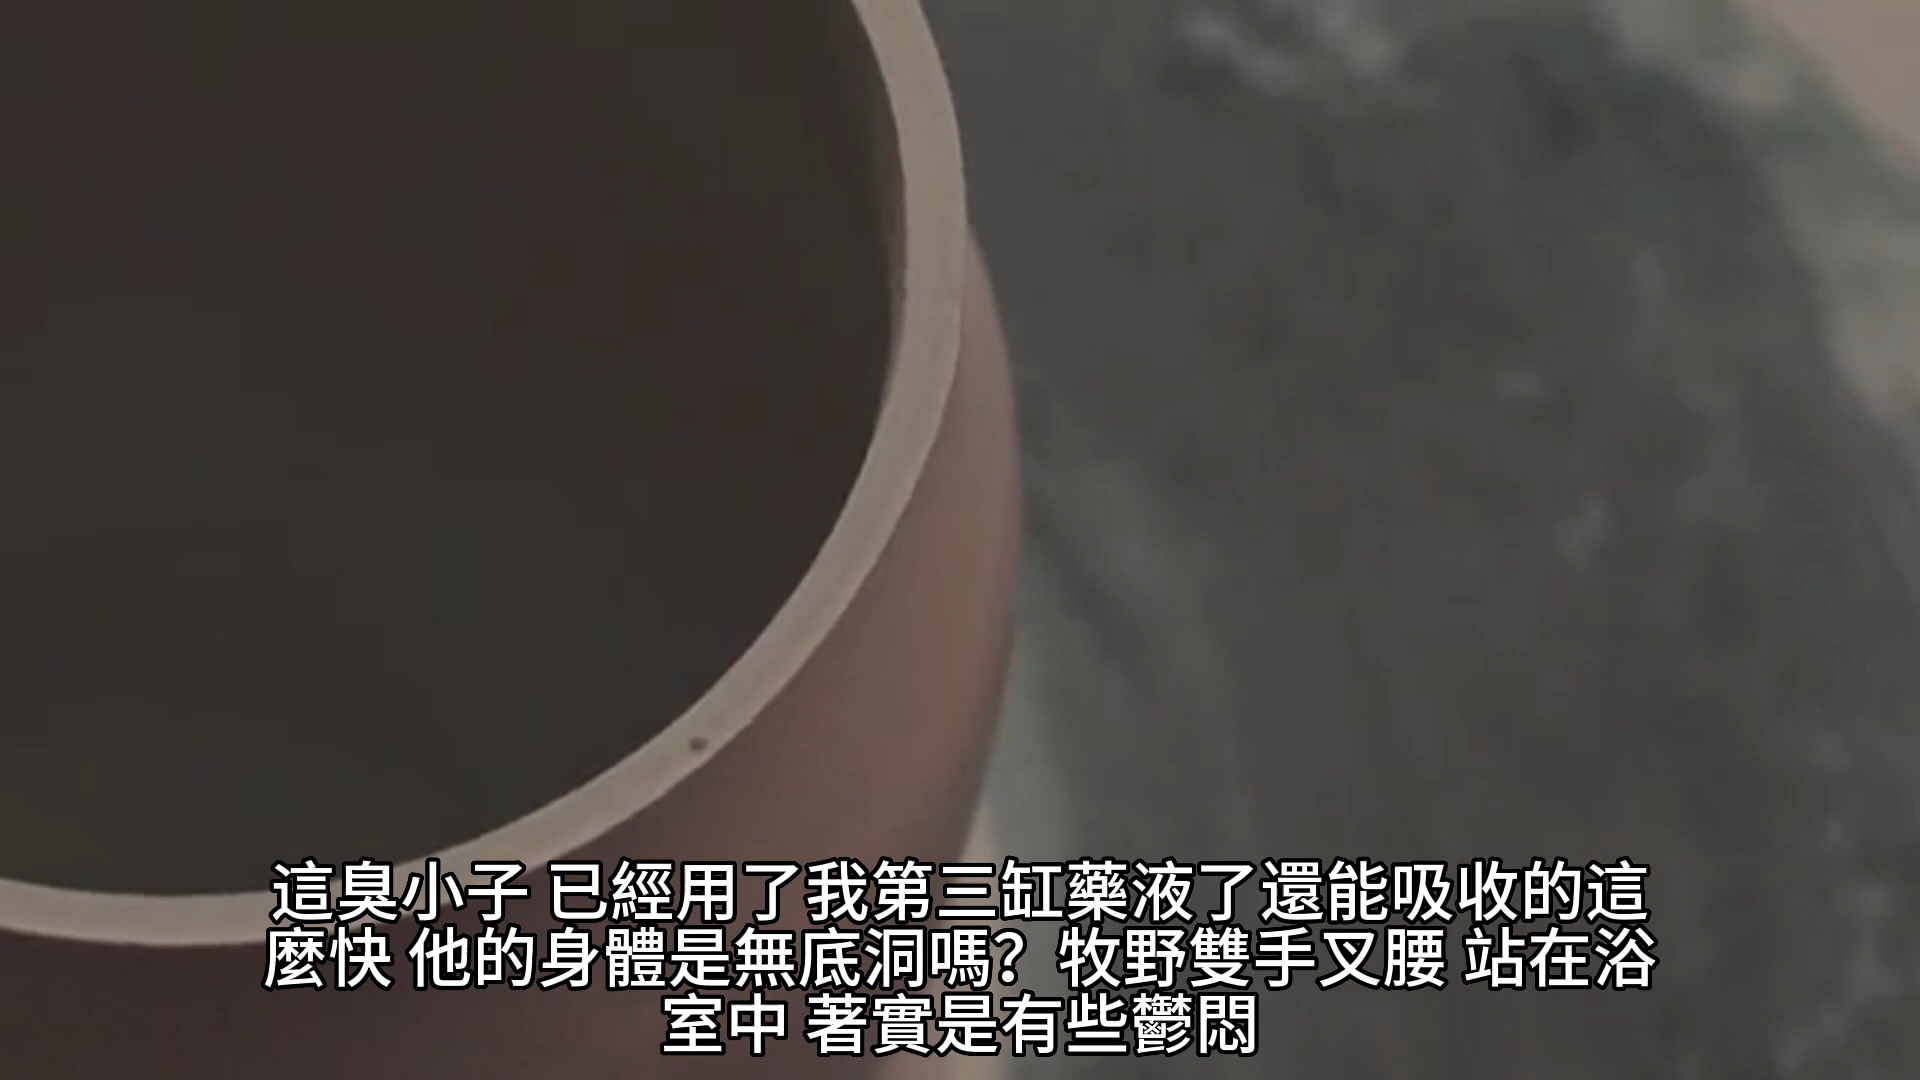 這臭小子 已經用了我第三缸藥液了還能吸收的這
麼快 他的身體是無底洞嗎？牧野雙手叉腰 站在浴
室中 著實是有些鬱悶